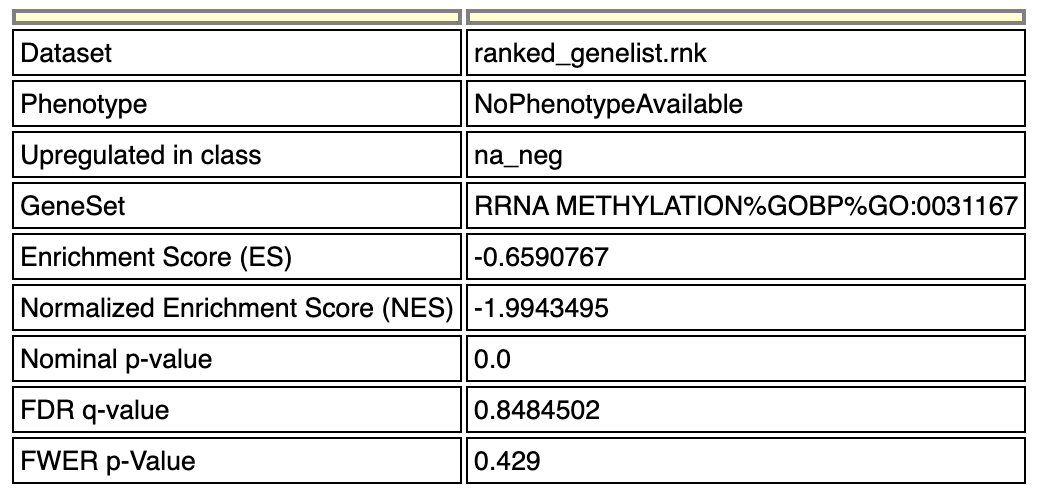 Dataset ranked_genelist.rnk
Phenotype NoPhenotypeAvailable
Upregulated in class na_neg
GeneSet RRNA METHYLATION%GOBP%GO:0031167
Enrichment Score (ES) -0.6590767
Normalized Enrichment Score (NES) -1.9943495
Nominal p-value 0.0
FDR q-value 0.8484502
FWER p-Value 0.429